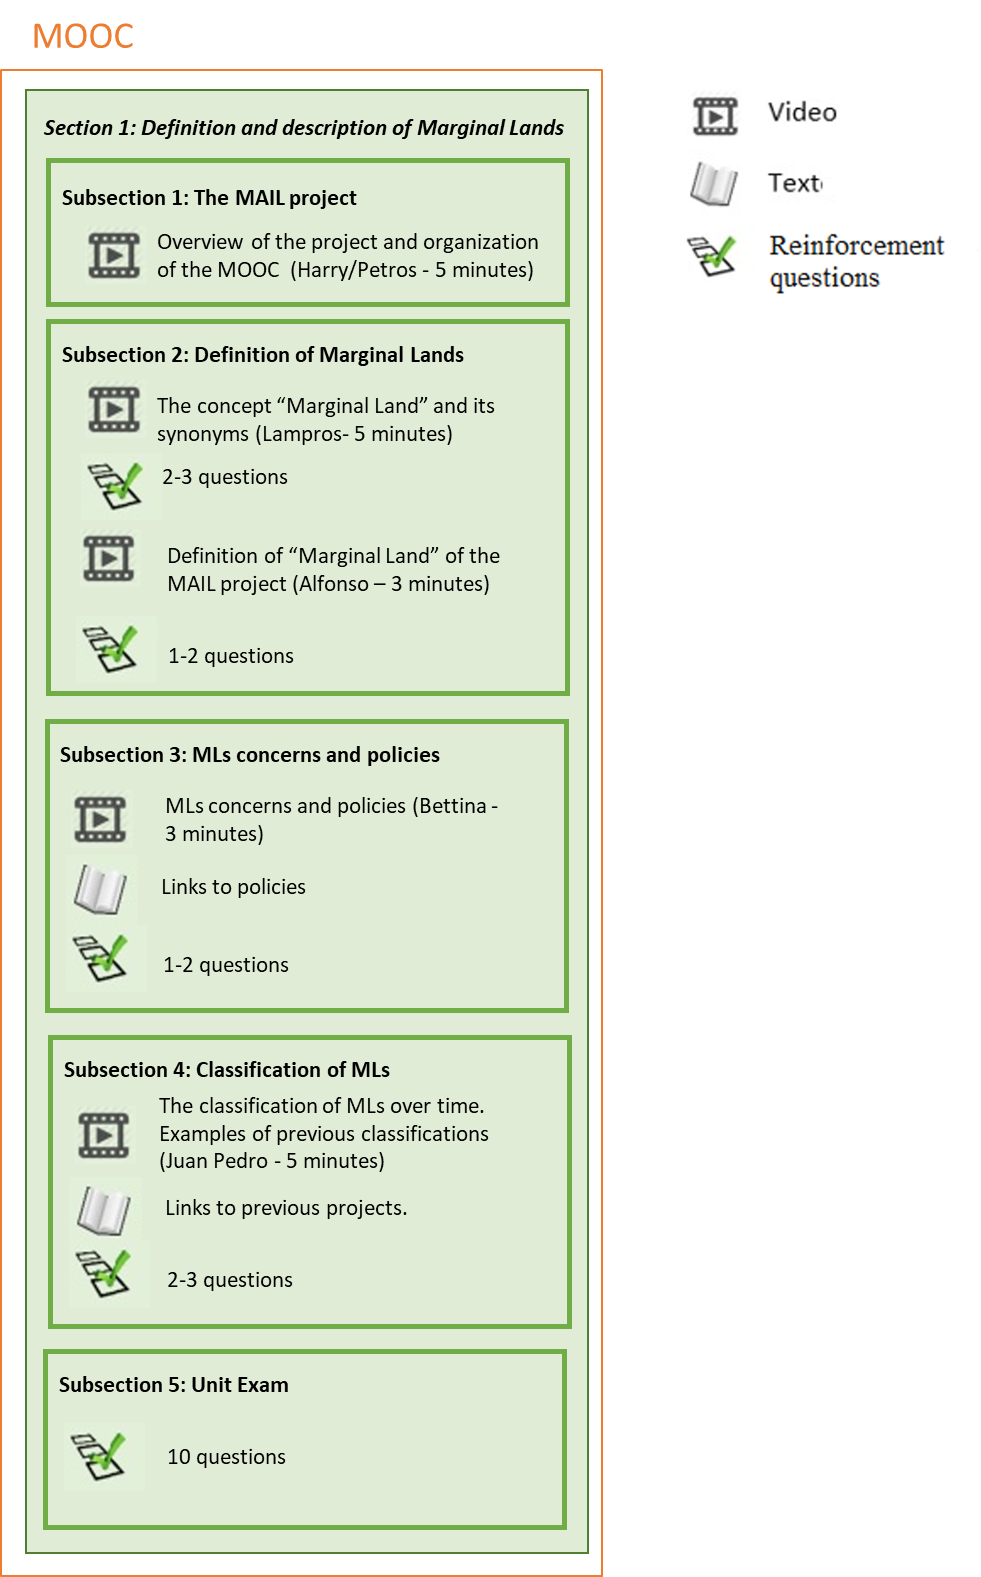 MOOC
Section 1: Definition and description of Marginal Lands
Subsection 1: The MAIL project
Overview of the project and organization
of the MOOC (Harry/Petros - 5 minutes)
Subsection 2: Definition of Marginal Lands
The concept “Marginal Land” and its
synonyms (Lampros- 5 minutes)
2-3 questions
Definition of “Marginal Land” of the
MAIL project (Alfonso – 3 minutes)
1-2 questions
Subsection 3: MLs concerns and policies
MLs concerns and policies (Bettina -
3 minutes)
Links to policies
1-2 questions
Subsection 4: Classification of MLs
The classification of MLs over time.
Examples of previous classifications
(Juan Pedro - 5 minutes)
Links to previous projects.
2-3 questions
Subsection 5: Unit Exam
10 questions
Video
Text
Reinforcement
questions